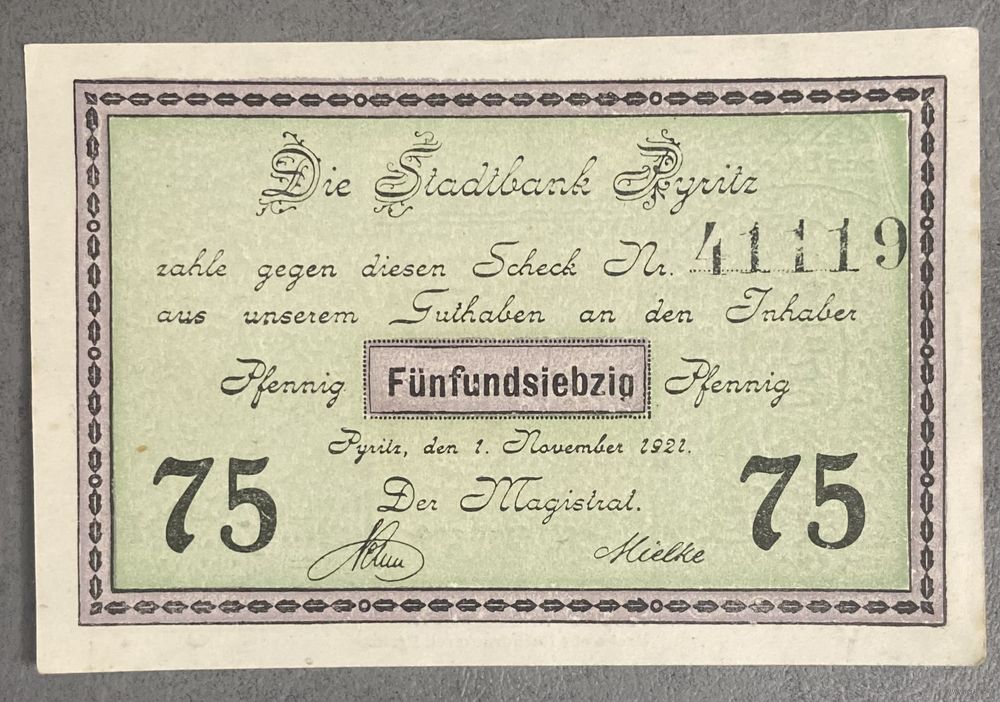 Die Stadtbank Pyritz
zahle gegen diesen Scheck Nr. 41119
aus unserem Guthaben an den Inhaber
Pfennig Fünfundsiebzig Pfennig
Pyritz, den 1. November 1921.
75 Der Magistrat. 75
Mielke